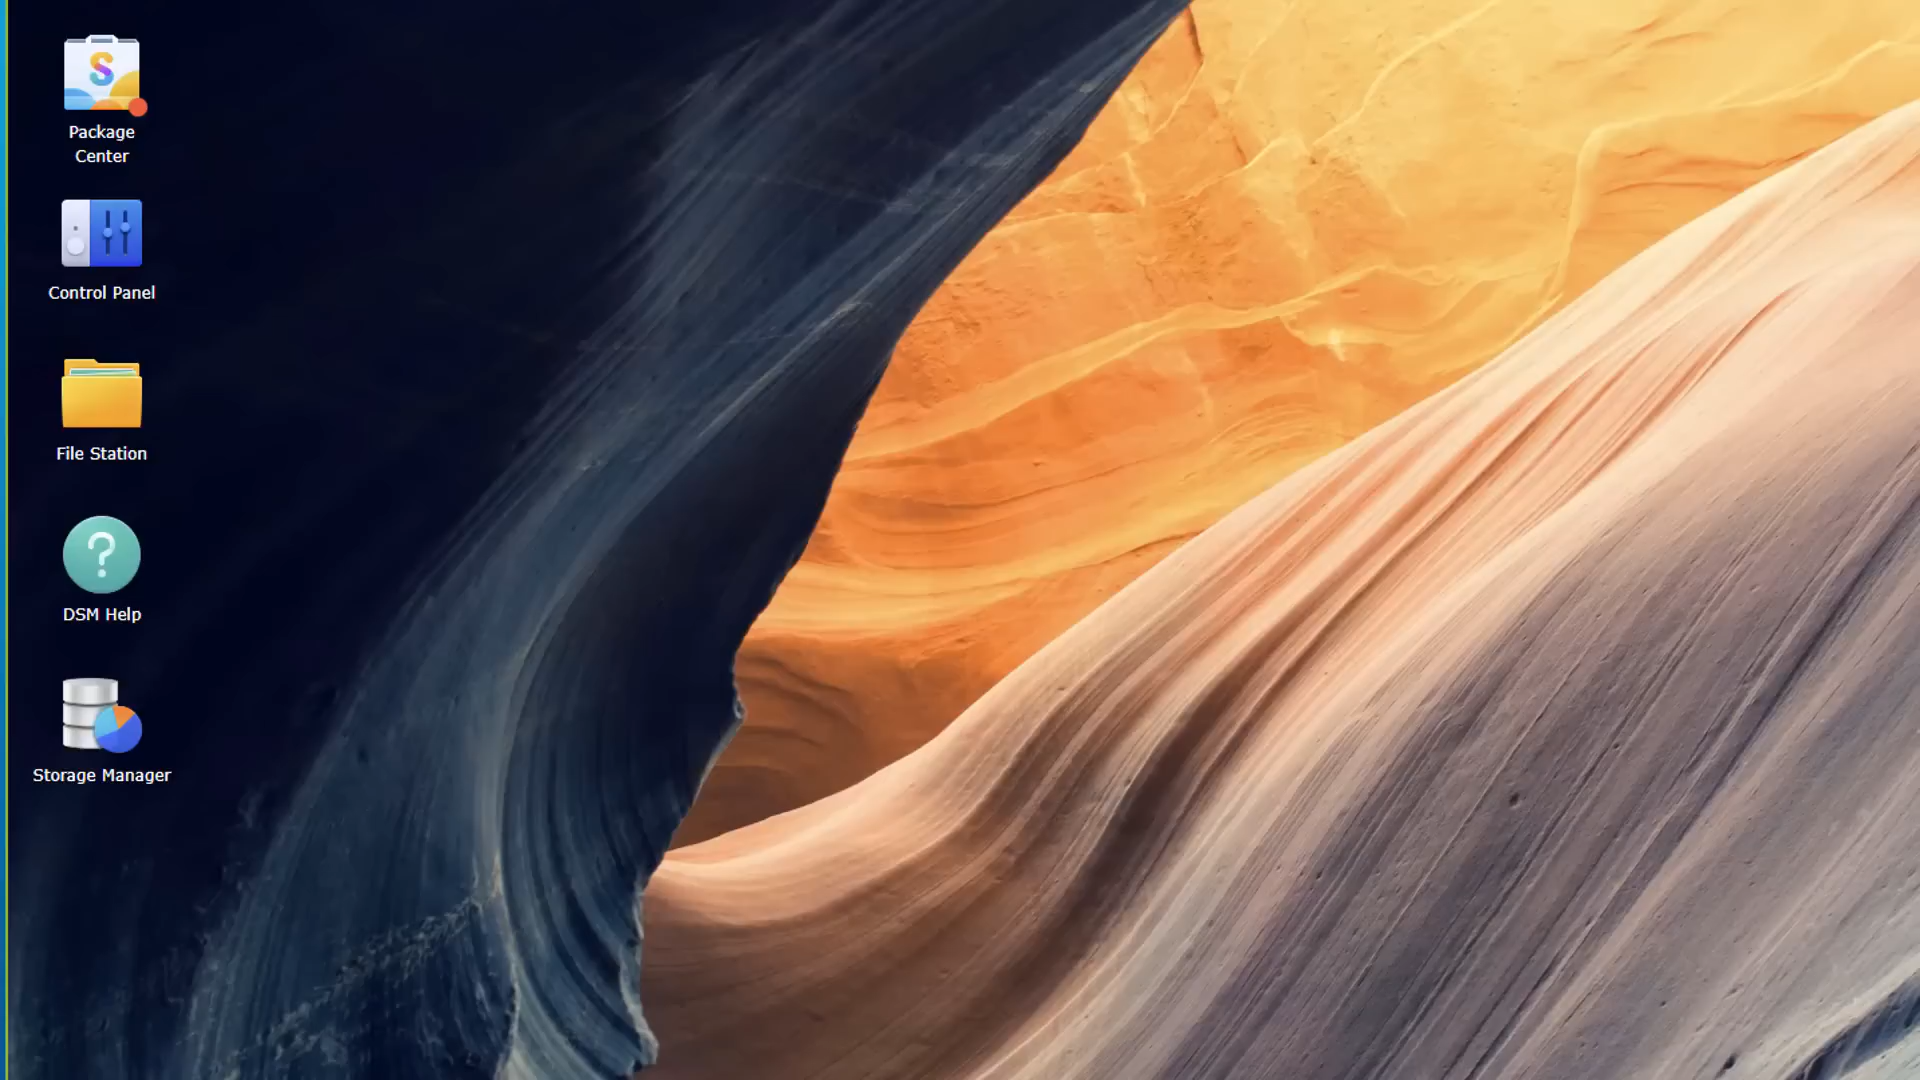 Package
Center
Control Panel
File Station
DSM Help
Storage Manager